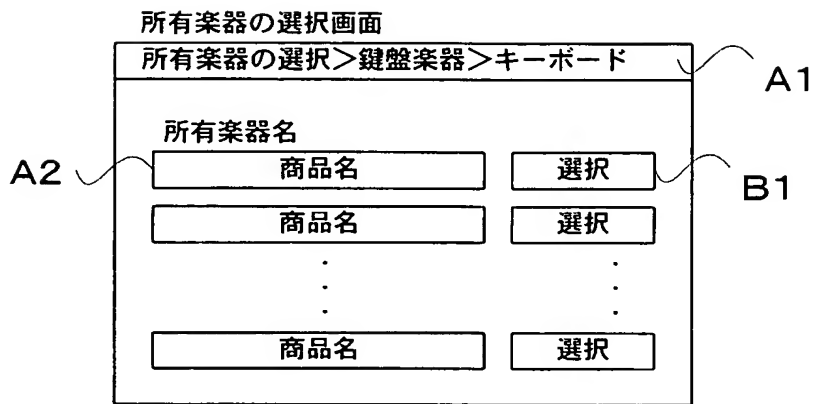 所有楽器の選択画面
所有楽器の選択＞鍵盤楽器＞キーボード
A1
所有楽器名
A2 商品名 選択 B1
商品名 選択
商品名 選択